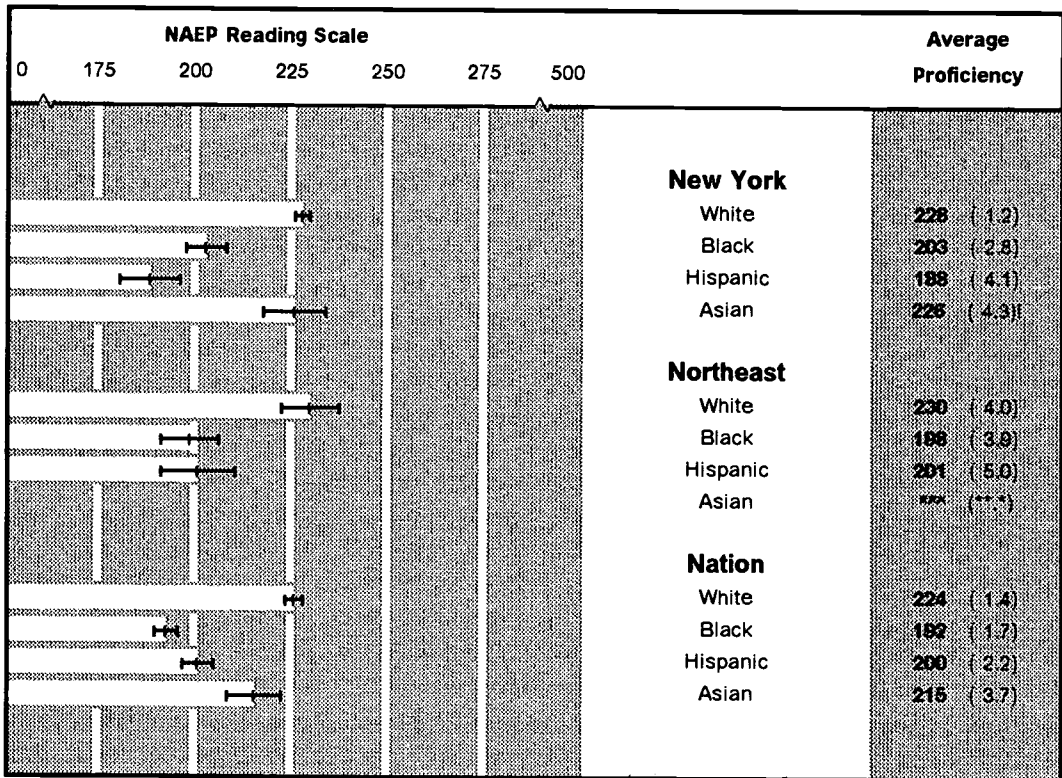 NAEP Reading Scale
Average
0 175 200 225 250 275 500 Proficiency
New York
White 228 ( 1.2)
Black 203 ( 2.8)
Hispanic 188 ( 4.1)
Asian 226 ( 4.3)!
Northeast
White 230 ( 4.0)
Black 198 ( 3.9)
Hispanic 201 ( 5.0)
Asian *** (**.*)
Nation
White 224 ( 1.4)
Black 192 ( 1.7)
Hispanic 200 ( 2.2)
Asian 215 ( 3.7)